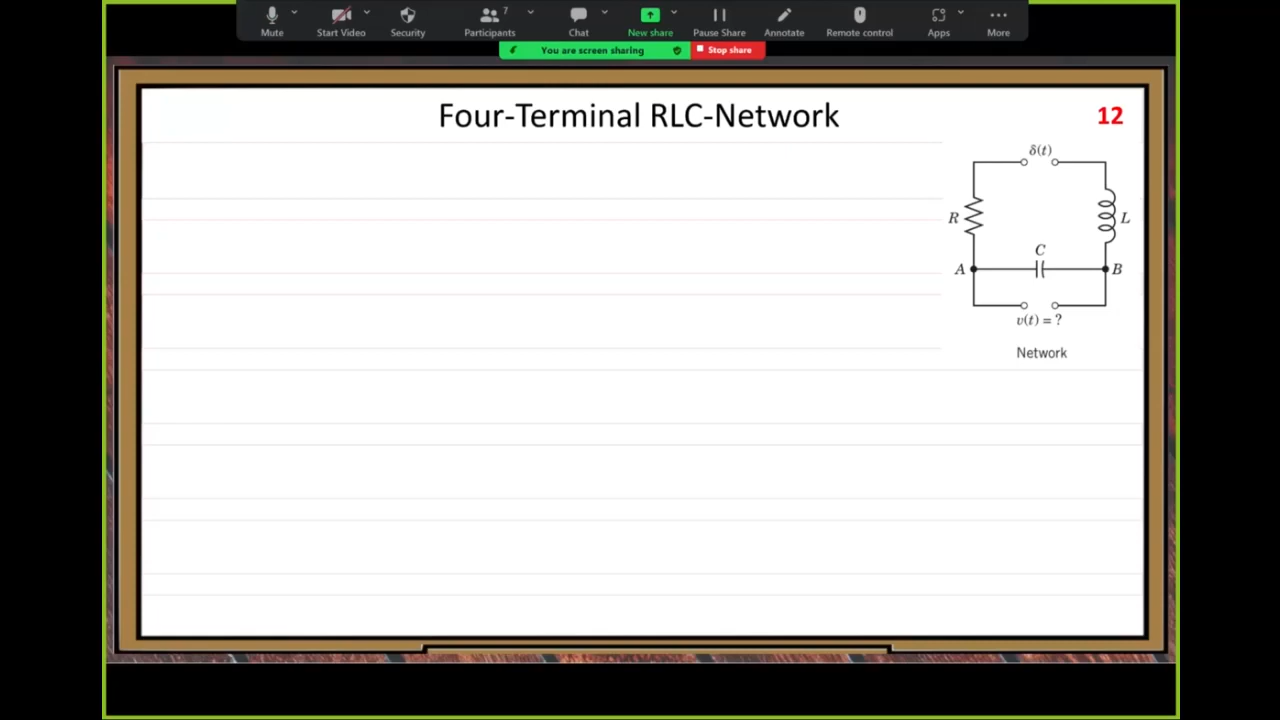 7
Mute
Start Video
Security
Participants
Chat
New share
Pause Share
Annotate
Remote control
Apps
More
You are screen sharing
Stop share
Four-Terminal RLC-Network
12
δ(t)
R
L
C
A
B
v(t) = ?
Network